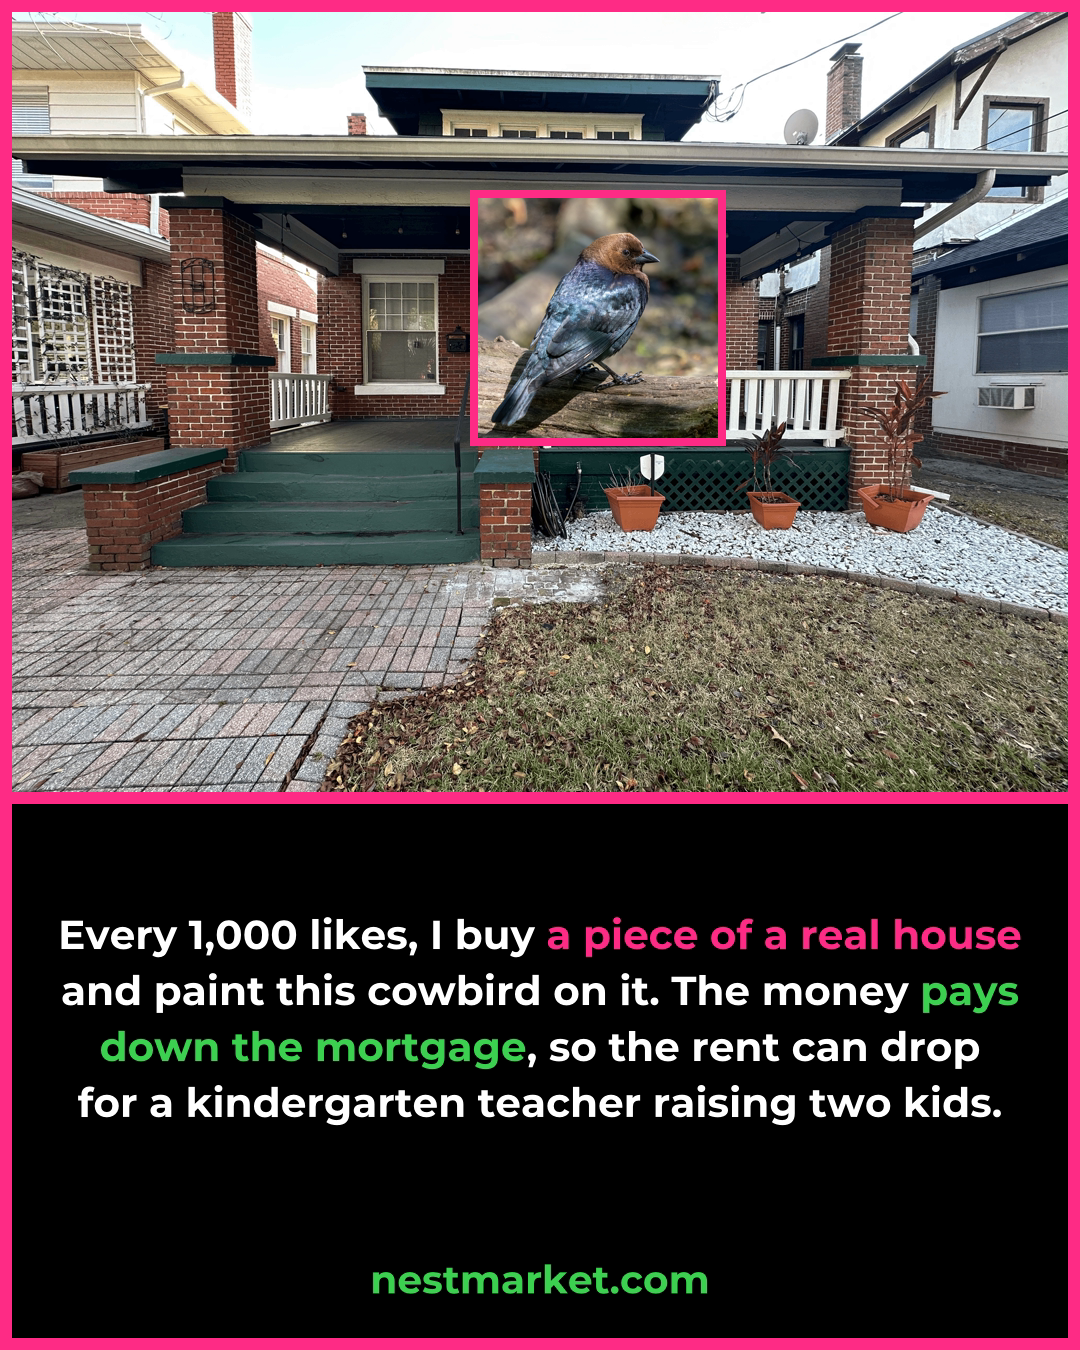 Every 1,000 likes, I buy a piece of a real house
and paint this cowbird on it. The money pays
down the mortgage, so the rent can drop
for a kindergarten teacher raising two kids.
nestmarket.com